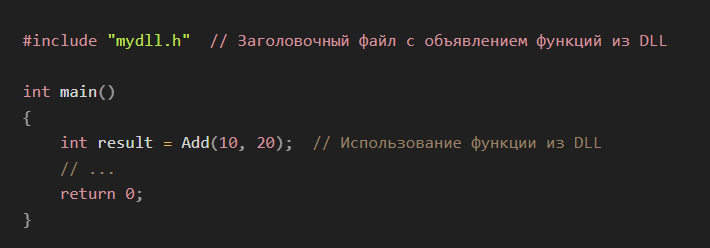 #include "mydll.h"  // Заголовочный файл с объявлением функций из DLL
int main()
{
    int result = Add(10, 20);  // Использование функции из DLL
    // ...
    return 0;
}